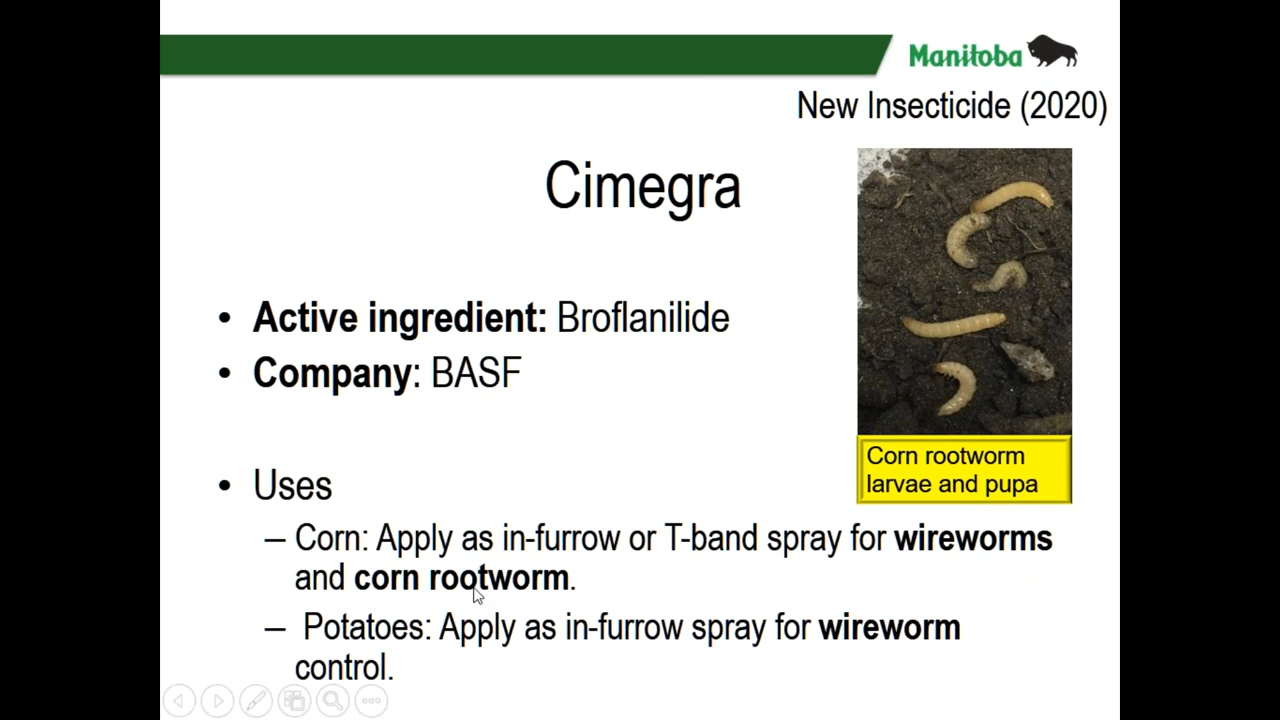 Manitoba
New Insecticide (2020)
Cimegra
• Active ingredient: Broflanilide
• Company: BASF
• Uses
– Corn: Apply as in-furrow or T-band spray for wireworms
and corn rootworm.
– Potatoes: Apply as in-furrow spray for wireworm
control.
Corn rootworm
larvae and pupa